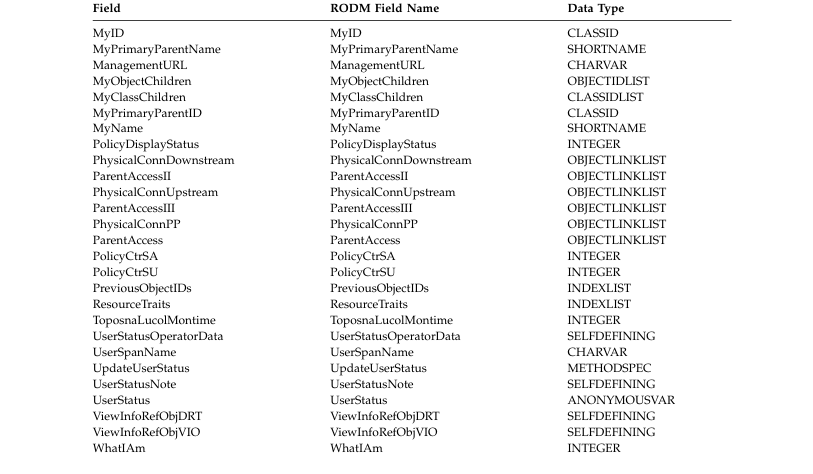 Field RODM Field Name Data Type
MyID MyID CLASSID
MyPrimaryParentName MyPrimaryParentName SHORTNAME
ManagementURL ManagementURL CHARVAR
MyObjectChildren MyObjectChildren OBJECTIDLIST
MyClassChildren MyClassChildren CLASSIDLIST
MyPrimaryParentID MyPrimaryParentID CLASSID
MyName MyName SHORTNAME
PolicyDisplayStatus PolicyDisplayStatus INTEGER
PhysicalConnDownstream PhysicalConnDownstream OBJECTLINKLIST
ParentAccessII ParentAccessII OBJECTLINKLIST
PhysicalConnUpstream PhysicalConnUpstream OBJECTLINKLIST
ParentAccessIII ParentAccessIII OBJECTLINKLIST
PhysicalConnPP PhysicalConnPP OBJECTLINKLIST
ParentAccess ParentAccess OBJECTLINKLIST
PolicyCtrSA PolicyCtrSA INTEGER
PolicyCtrSU PolicyCtrSU INTEGER
PreviousObjectIDs PreviousObjectIDs INDEXLIST
ResourceTraits ResourceTraits INDEXLIST
ToposnaLucolMontime ToposnaLucolMontime INTEGER
UserStatusOperatorData UserStatusOperatorData SELFDEFINING
UserSpanName UserSpanName CHARVAR
UpdateUserStatus UpdateUserStatus METHODSPEC
UserStatusNote UserStatusNote SELFDEFINING
UserStatus UserStatus ANONYMOUSVAR
ViewInfoRefObjDRT ViewInfoRefObjDRT SELFDEFINING
ViewInfoRefObjVIO ViewInfoRefObjVIO SELFDEFINING
WhatIAm WhatIAm INTEGER